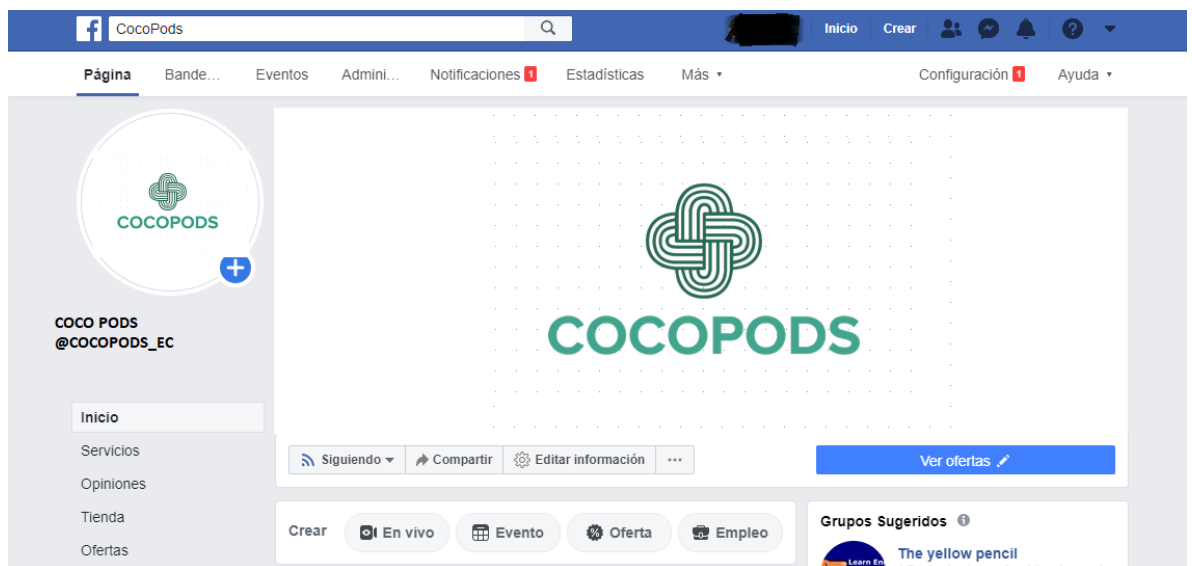 CocoPods
Inicio Crear
Página Bande... Eventos Admini... Notificaciones 1 Estadísticas Más Configuración 1 Ayuda
COCOPODS
COCO PODS
@COCOPODS_EC
COCOPODS
Inicio
Servicios
Opiniones
Tienda
Ofertas
Siguiendo Compartir Editar información ... Ver ofertas
Crear En vivo Evento Oferta Empleo
Grupos Sugeridos
The yellow pencil
Learn En